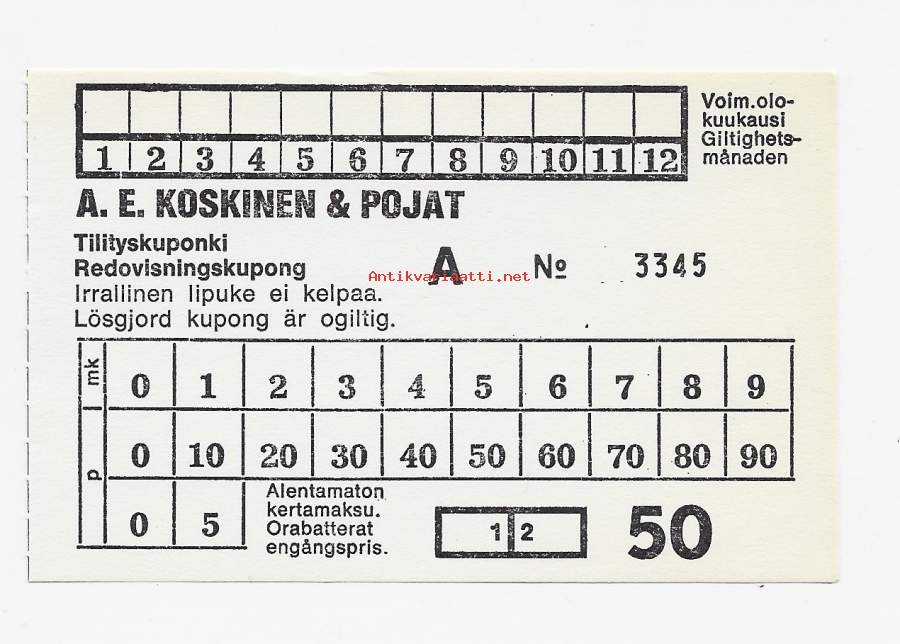 1 2 3 4 5 6 7 8 9 10 11 12
Voim.olo-
kuukausi
Giltighets-
månaden
A. E. KOSKINEN & POJAT
Tilityskuponki
Redovisningskupong
A № 3345
Antikvariaatti.net
Irrallinen lipuke ei kelpaa.
Lösgjord kupong är ogiltig.
mk 0 1 2 3 4 5 6 7 8 9
p 0 10 20 30 40 50 60 70 80 90
0 5
Alentamaton
kertamaksu.
Orabatterat
engångspris.
1 2
50